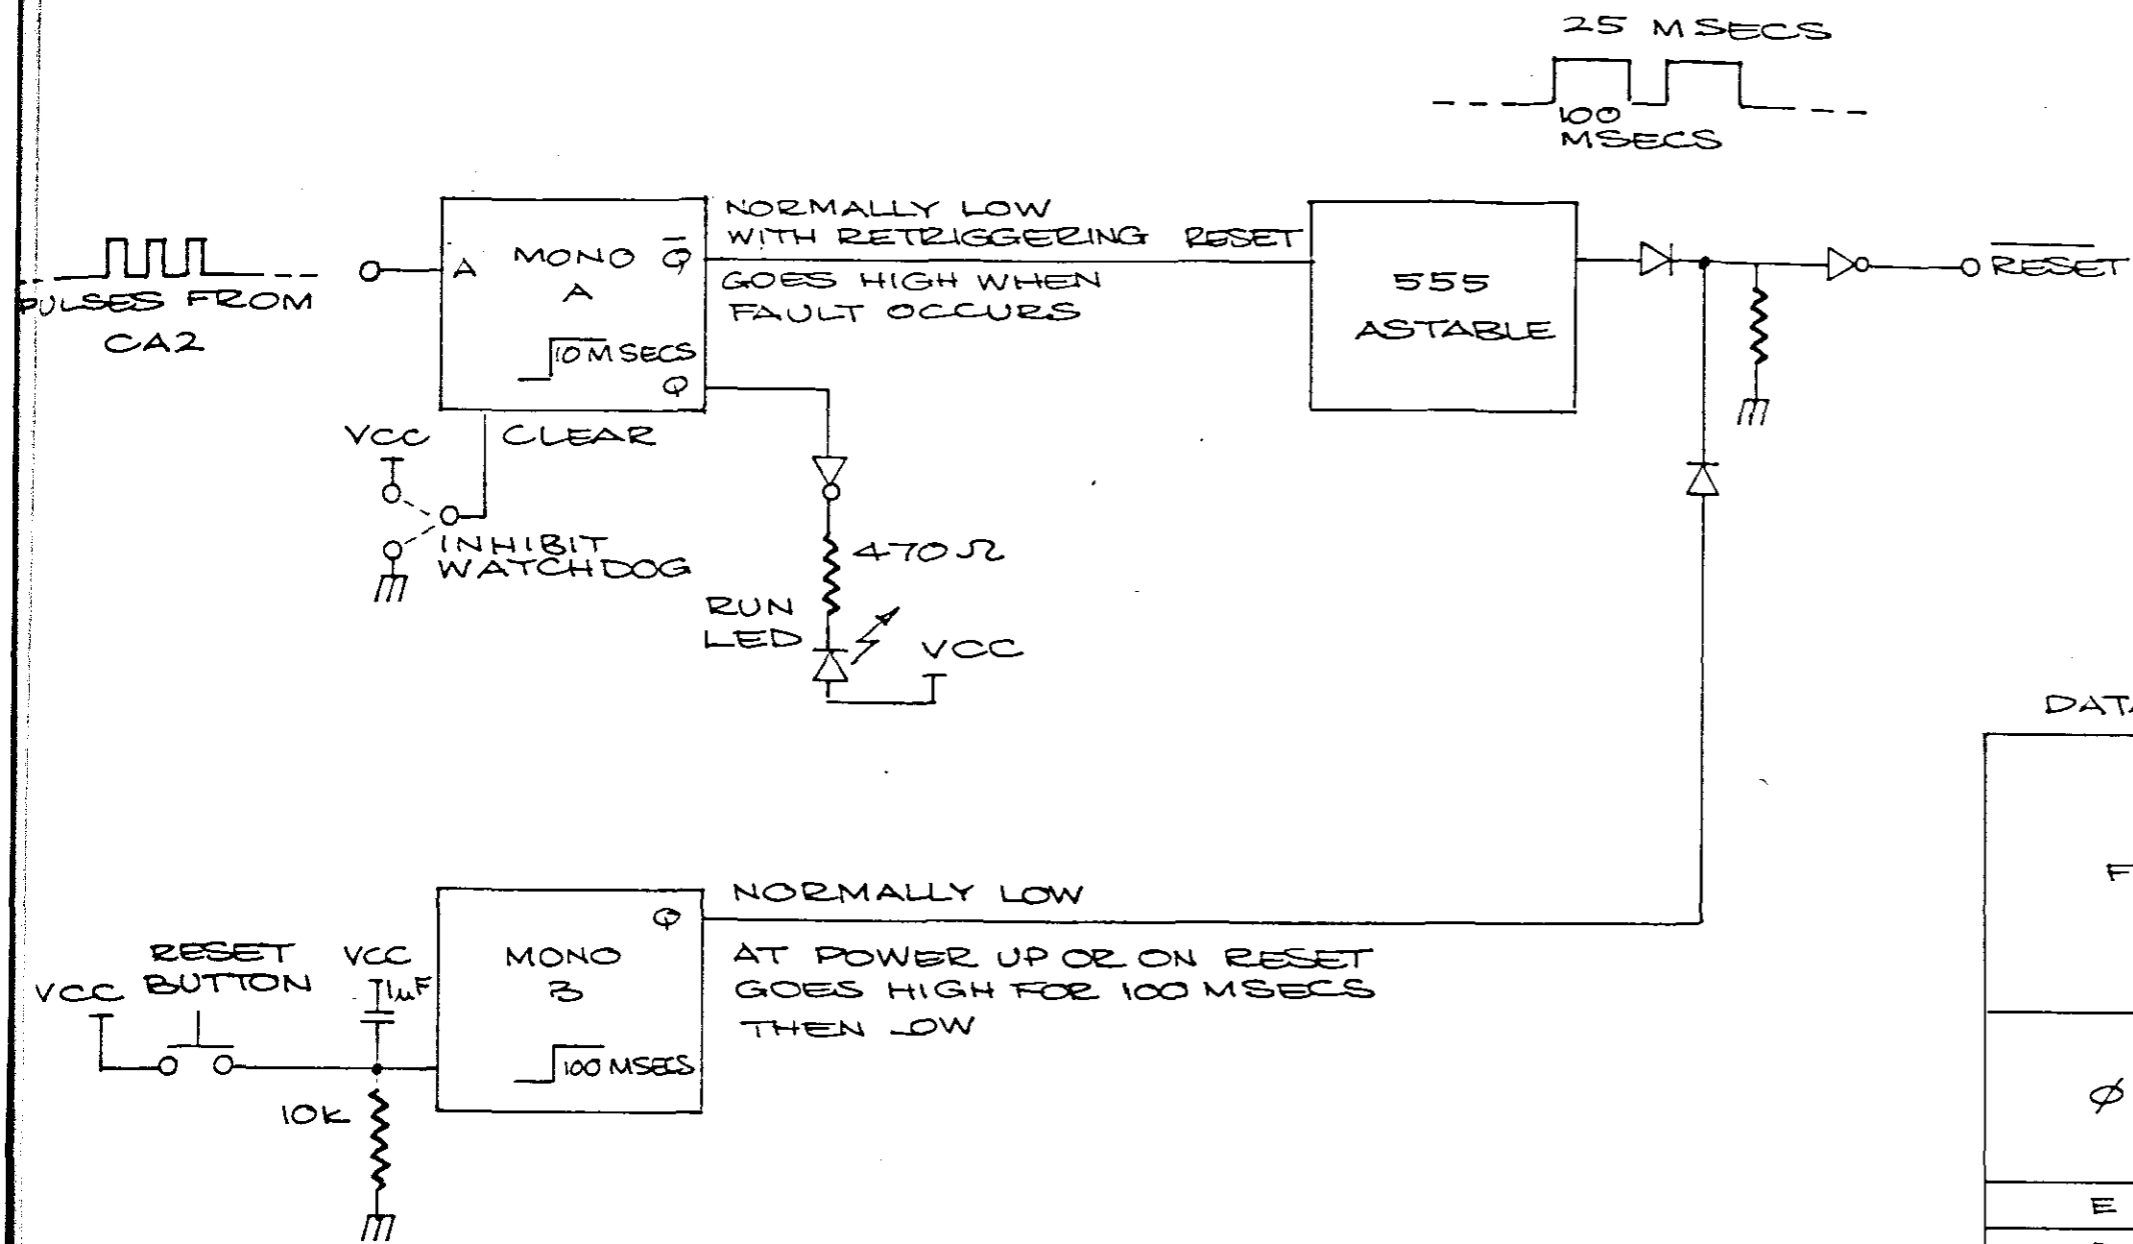 25 MSECS
100
MSECS
PULSES FROM
CA2
A
MONO
A
Q̅
10 MSECS
Q
NORMALLY LOW
WITH RETRIGGERING RESET
GOES HIGH WHEN
FAULT OCCURS
555
ASTABLE
R̅E̅S̅E̅T̅
VCC
CLEAR
INHIBIT
WATCHDOG
470Ω
RUN
LED
VCC
DATA
F
Ø
E
RESET
BUTTON
VCC
VCC
1µF
10K
MONO
B
Q
100 MSECS
NORMALLY LOW
AT POWER UP OR ON RESET
GOES HIGH FOR 100 MSECS
THEN LOW